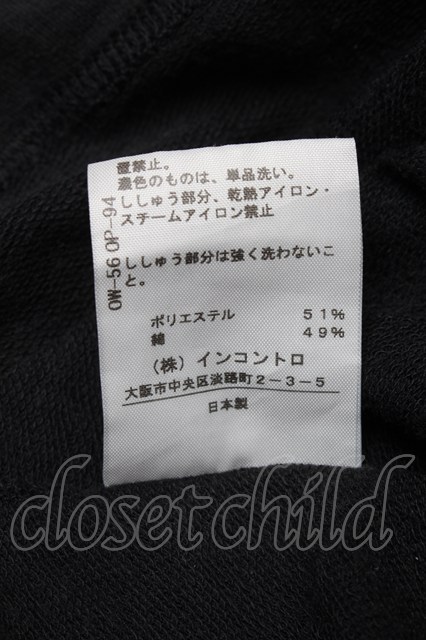 置禁止。
濃色のものは、単品洗い。
ししゅう部分、乾熱アイロン・
スチームアイロン禁止
ししゅう部分は強く洗わないこ
と。
ポリエステル 51%
綿 49%
(株) インコントロ
大阪市中央区淡路町2-3-5
日本製
OW-56 OP-94
closet child